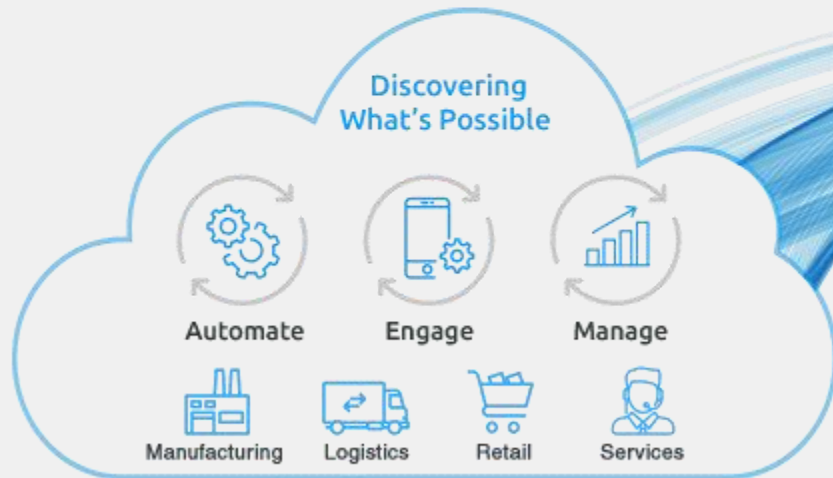 Discovering
What's Possible
Automate Engage Manage
Manufacturing Logistics Retail Services